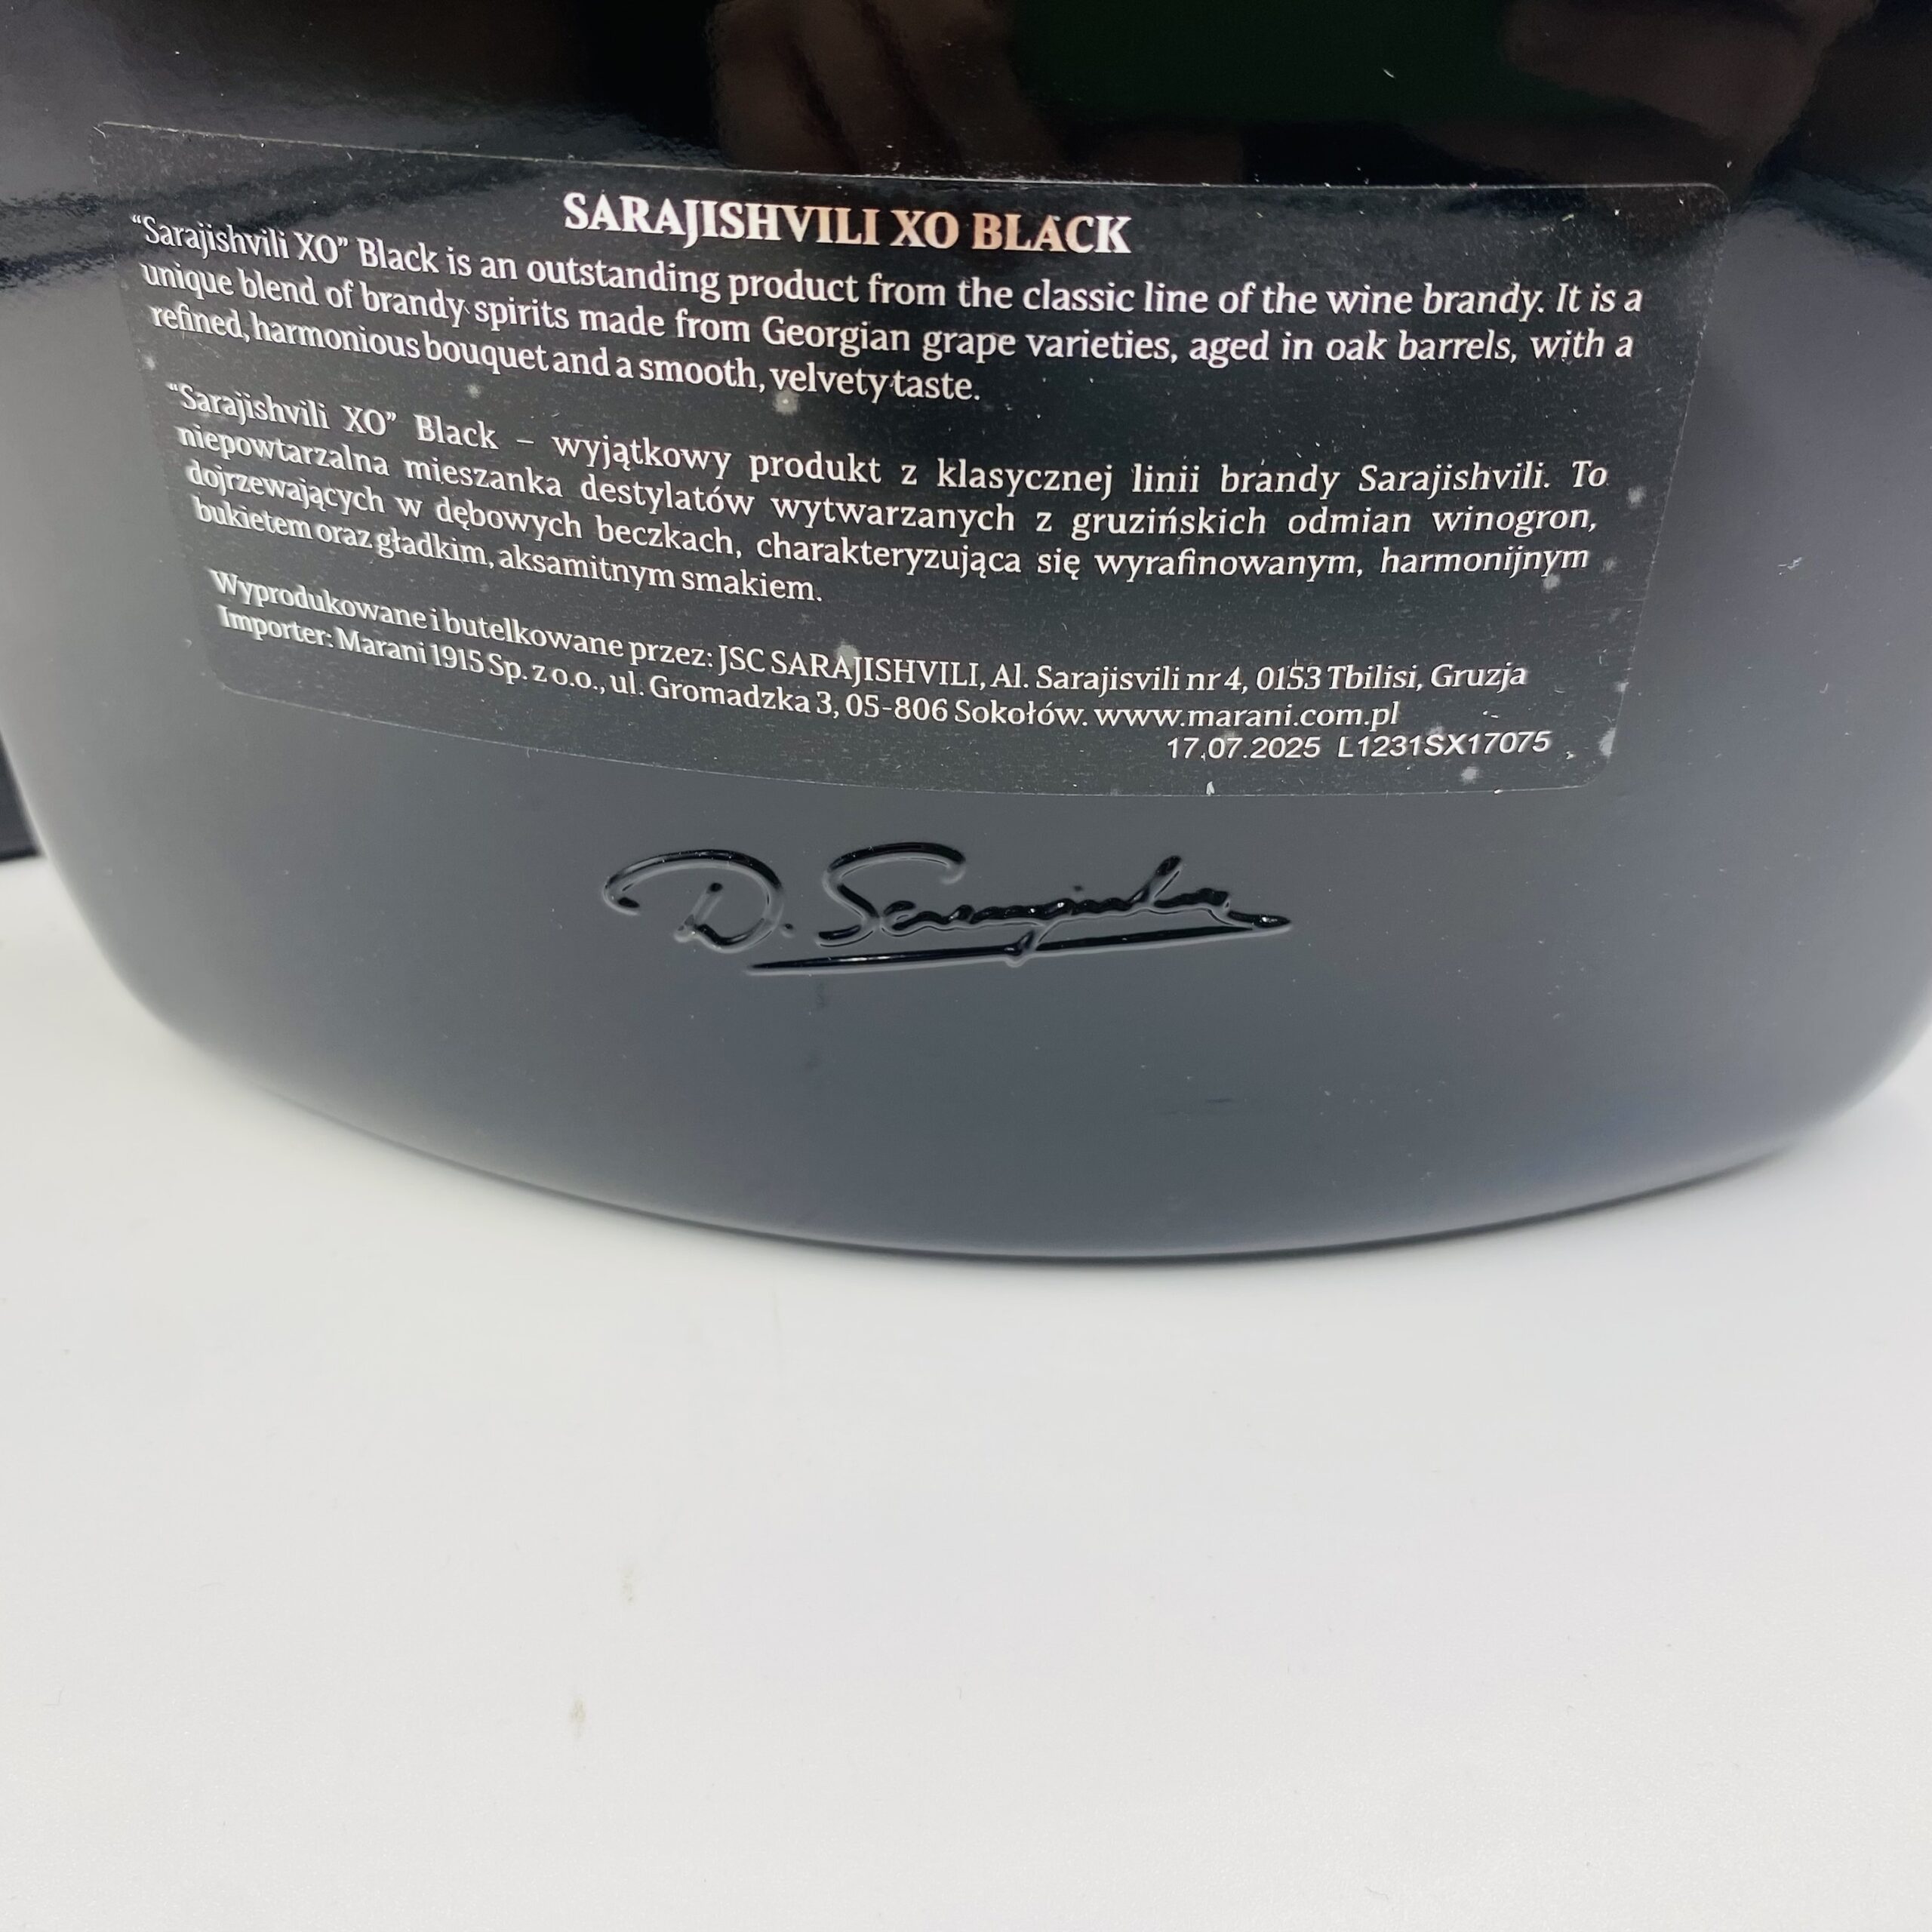 SARAJISHVILI XO BLACK
“Sarajishvili XO” Black is an outstanding product from the classic line of the wine brandy. It is a
unique blend of brandy spirits made from Georgian grape varieties, aged in oak barrels, with a
refined, harmonious bouquet and a smooth, velvety taste.
“Sarajishvili XO” Black – wyjątkowy produkt z klasycznej linii brandy Sarajishvili. To
niepowtarzalna mieszanka destylatów wytwarzanych z gruzińskich odmian winogron,
dojrzewających w dębowych beczkach, charakteryzująca się wyrafinowanym, harmonijnym
bukietem oraz gładkim, aksamitnym smakiem.
Wyprodukowane i butelkowane przez: JSC SARAJISHVILI, Al. Sarajisvili nr 4, 0153 Tbilisi, Gruzja
Importer: Marani 1915 Sp. z o.o., ul. Gromadzka 3, 05-806 Sokołów. www.marani.com.pl
17.07.2025 L1231SX17075
D.